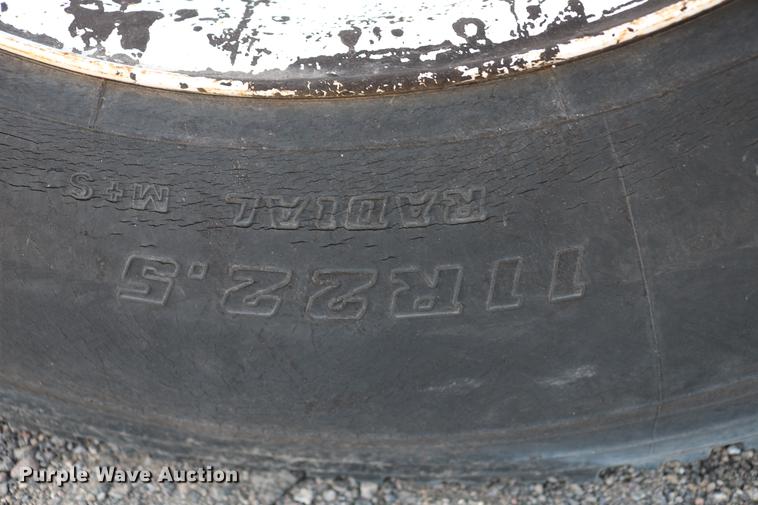 RADIAL M+S
11R22.5
Purple Wave Auction